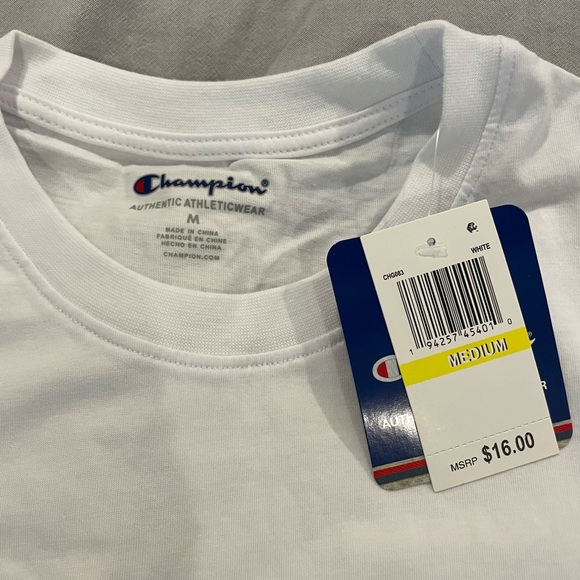 Champion®
AUTHENTIC ATHLETICWEAR
M
MADE IN CHINA
FABRIQUÉ EN CHINE
HECHO EN CHINA
CHAMPION.COM
CHG083
WHITE
1 94257 45401 0
MEDIUM
AUT
R
MSRP $16.00